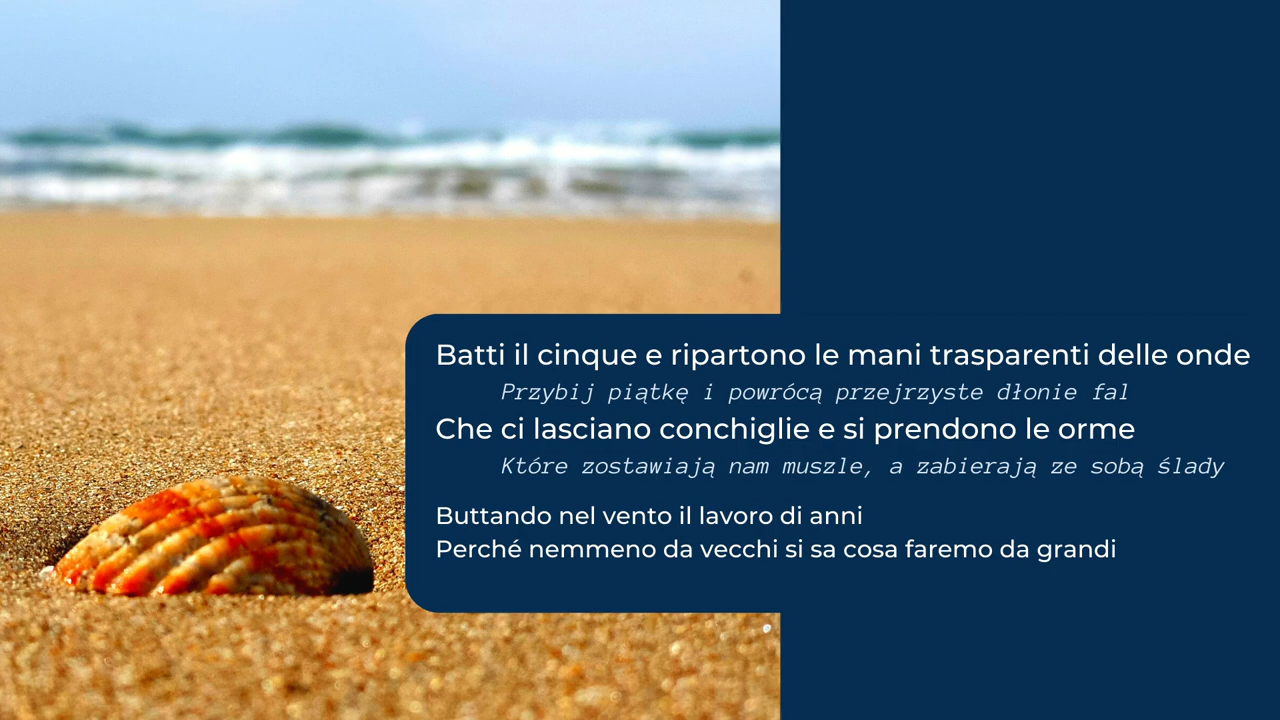 Batti il cinque e ripartono le mani trasparenti delle onde
Przybij piątkę i powrócą przejrzyste dłonie fal
Che ci lasciano conchiglie e si prendono le orme
Które zostawiają nam muszle, a zabierają ze sobą ślady
Buttando nel vento il lavoro di anni
Perché nemmeno da vecchi si sa cosa faremo da grandi